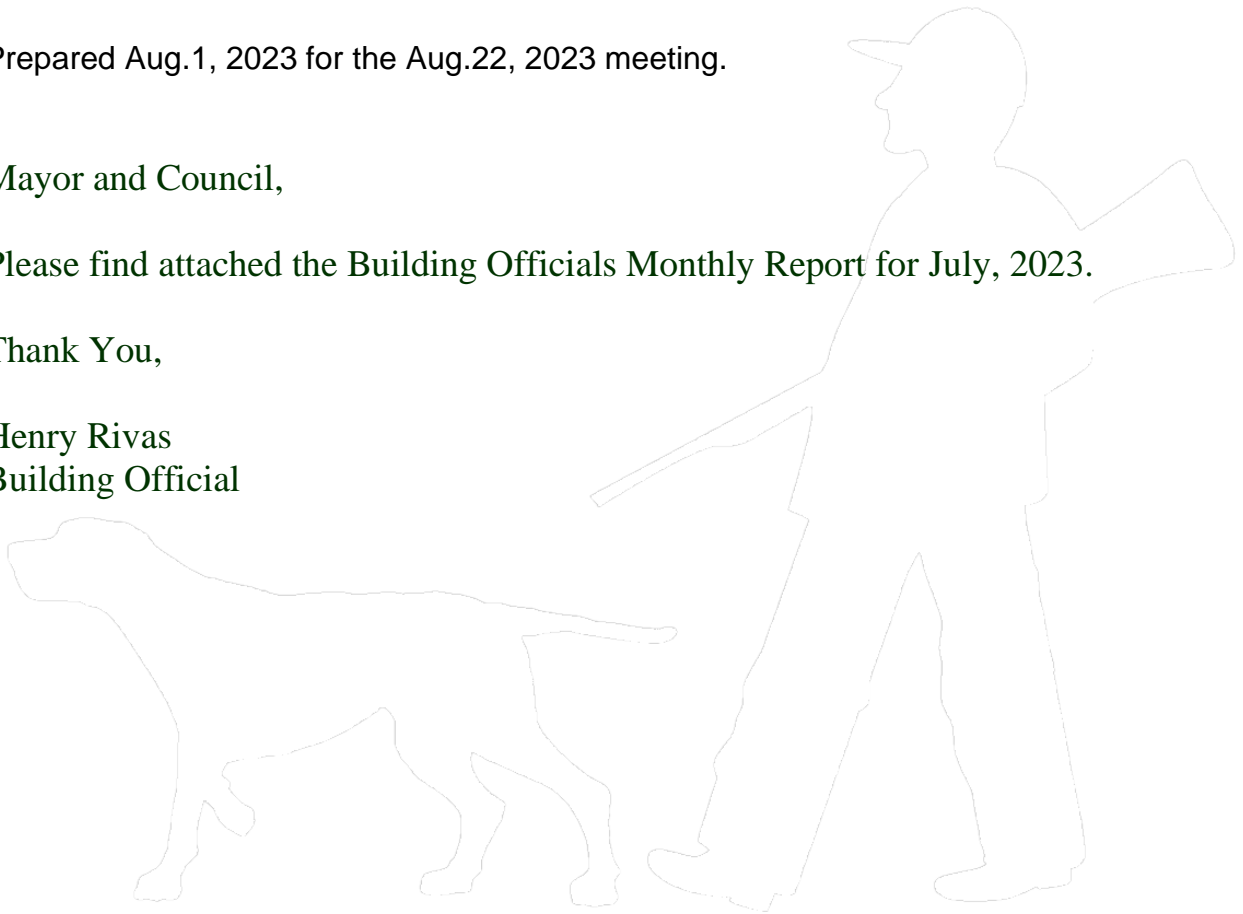 Prepared Aug.1, 2023 for the Aug.22, 2023 meeting.
Mayor and Council,
Please find attached the Building Officials Monthly Report for July, 2023.
Thank You,
Henry Rivas
Building Official